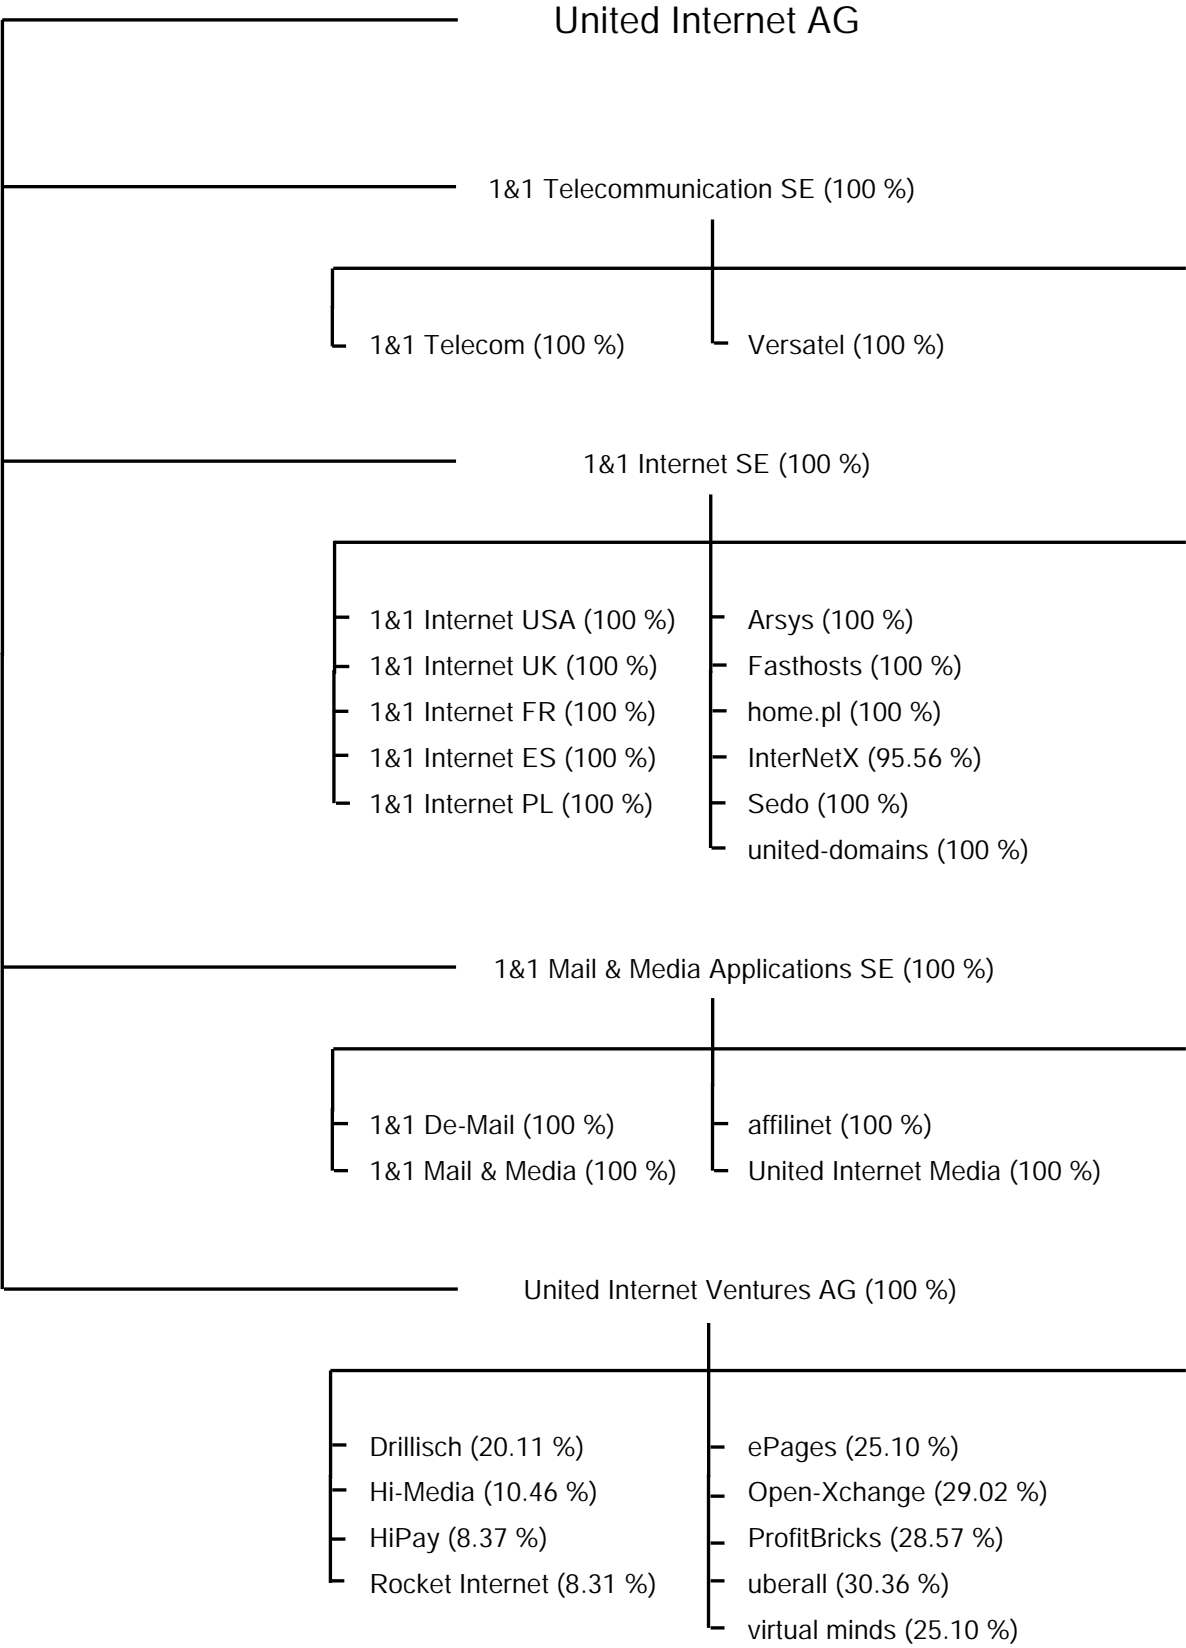 United Internet AG
1&1 Telecommunication SE (100 %)
1&1 Telecom (100 %)
Versatel (100 %)
1&1 Internet SE (100 %)
1&1 Internet USA (100 %)
1&1 Internet UK (100 %)
1&1 Internet FR (100 %)
1&1 Internet ES (100 %)
1&1 Internet PL (100 %)
Arsys (100 %)
Fasthosts (100 %)
home.pl (100 %)
InterNetX (95.56 %)
Sedo (100 %)
united-domains (100 %)
1&1 Mail & Media Applications SE (100 %)
1&1 De-Mail (100 %)
1&1 Mail & Media (100 %)
affilinet (100 %)
United Internet Media (100 %)
United Internet Ventures AG (100 %)
Drillisch (20.11 %)
Hi-Media (10.46 %)
HiPay (8.37 %)
Rocket Internet (8.31 %)
ePages (25.10 %)
Open-Xchange (29.02 %)
ProfitBricks (28.57 %)
uberall (30.36 %)
virtual minds (25.10 %)